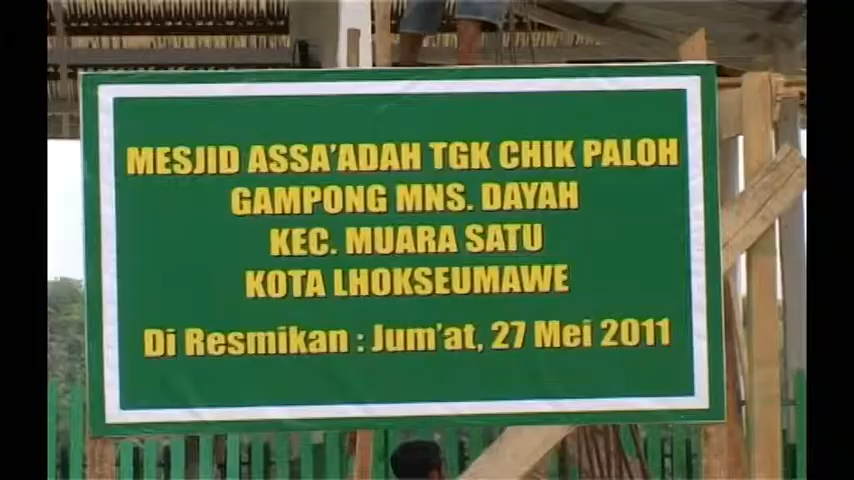 MESJID ASSA'ADAH TGK CHIK PALOH
GAMPONG MNS. DAYAH
KEC. MUARA SATU
KOTA LHOKSEUMAWE
Di Resmikan : Jum'at, 27 Mei 2011